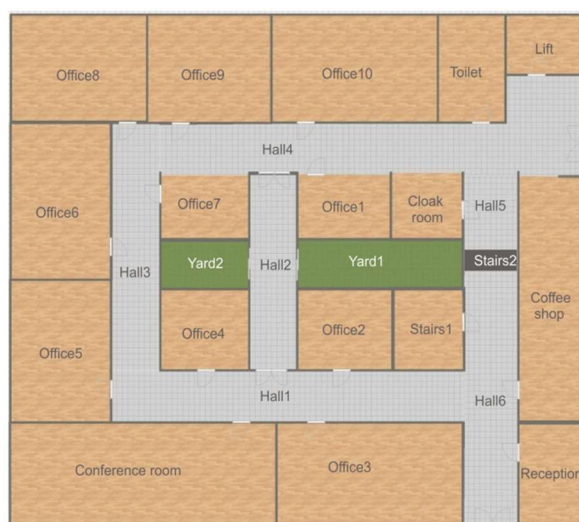 Office8
Office9
Office10
Toilet
Lift
Hall4
Office6
Office7
Office1
Cloak
room
Hall5
Hall3
Yard2
Hall2
Yard1
Stairs2
Coffee
shop
Office5
Office4
Office2
Stairs1
Hall1
Hall6
Conference room
Office3
Reception